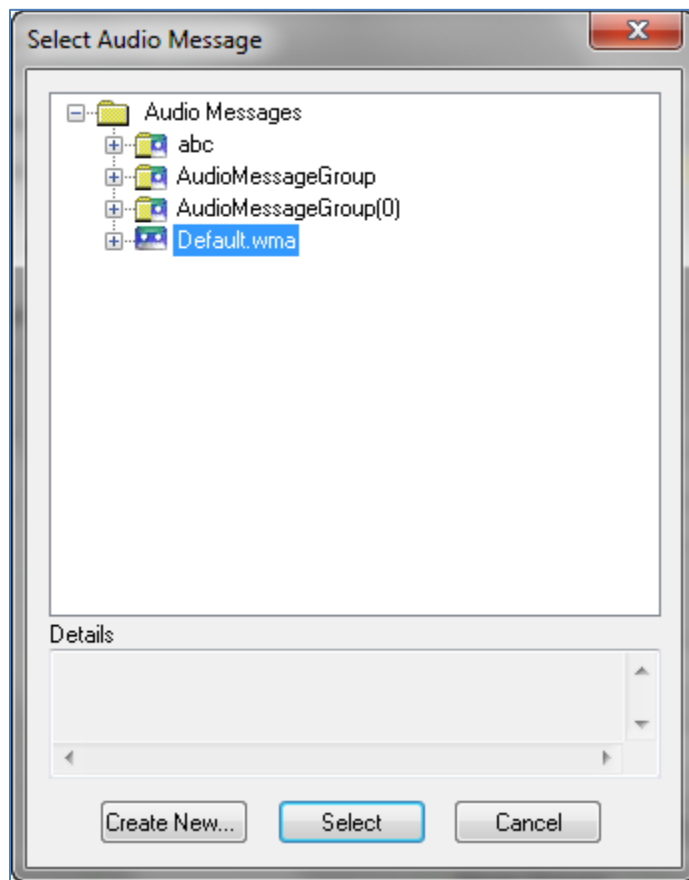 Select Audio Message
Audio Messages
abc
AudioMessageGroup
AudioMessageGroup(0)
Default.wma
Details
Create New... Select Cancel